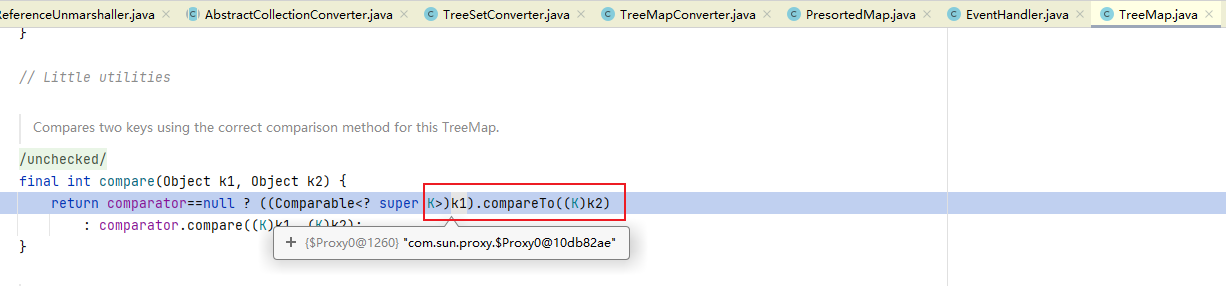 ReferenceUnmarshaller.java × AbstractCollectionConverter.java × TreeSetConverter.java × TreeMapConverter.java × PresortedMap.java × EventHandler.java × TreeMap.java ×
}
// Little utilities
Compares two keys using the correct comparison method for this TreeMap.
/unchecked/
final int compare(Object k1, Object k2) {
return comparator==null ? ((Comparable<? super K>)k1).compareTo((K)k2)
: comparator.compare((K)k1, (K)k2);
+ {$Proxy0@1260} "com.sun.proxy.$Proxy0@10db82ae"
}